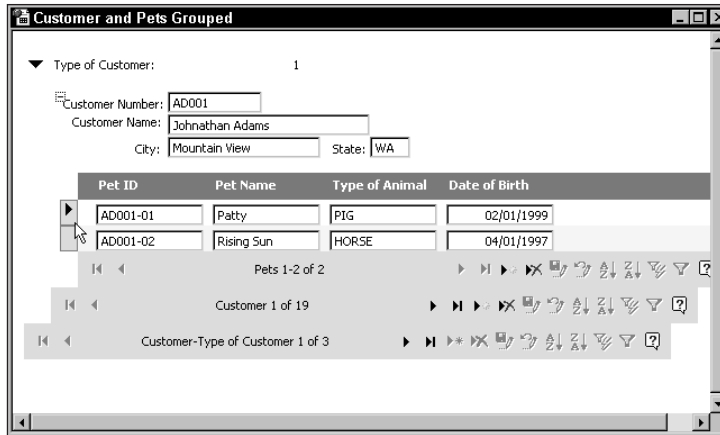 Customer and Pets Grouped
Type of Customer: 1
Customer Number: AD001
Customer Name: Johnathan Adams
City: Mountain View State: WA
Pet ID Pet Name Type of Animal Date of Birth
AD001-01 Patty PIG 02/01/1999
AD001-02 Rising Sun HORSE 04/01/1997
Pets 1-2 of 2
Customer 1 of 19
Customer-Type of Customer 1 of 3